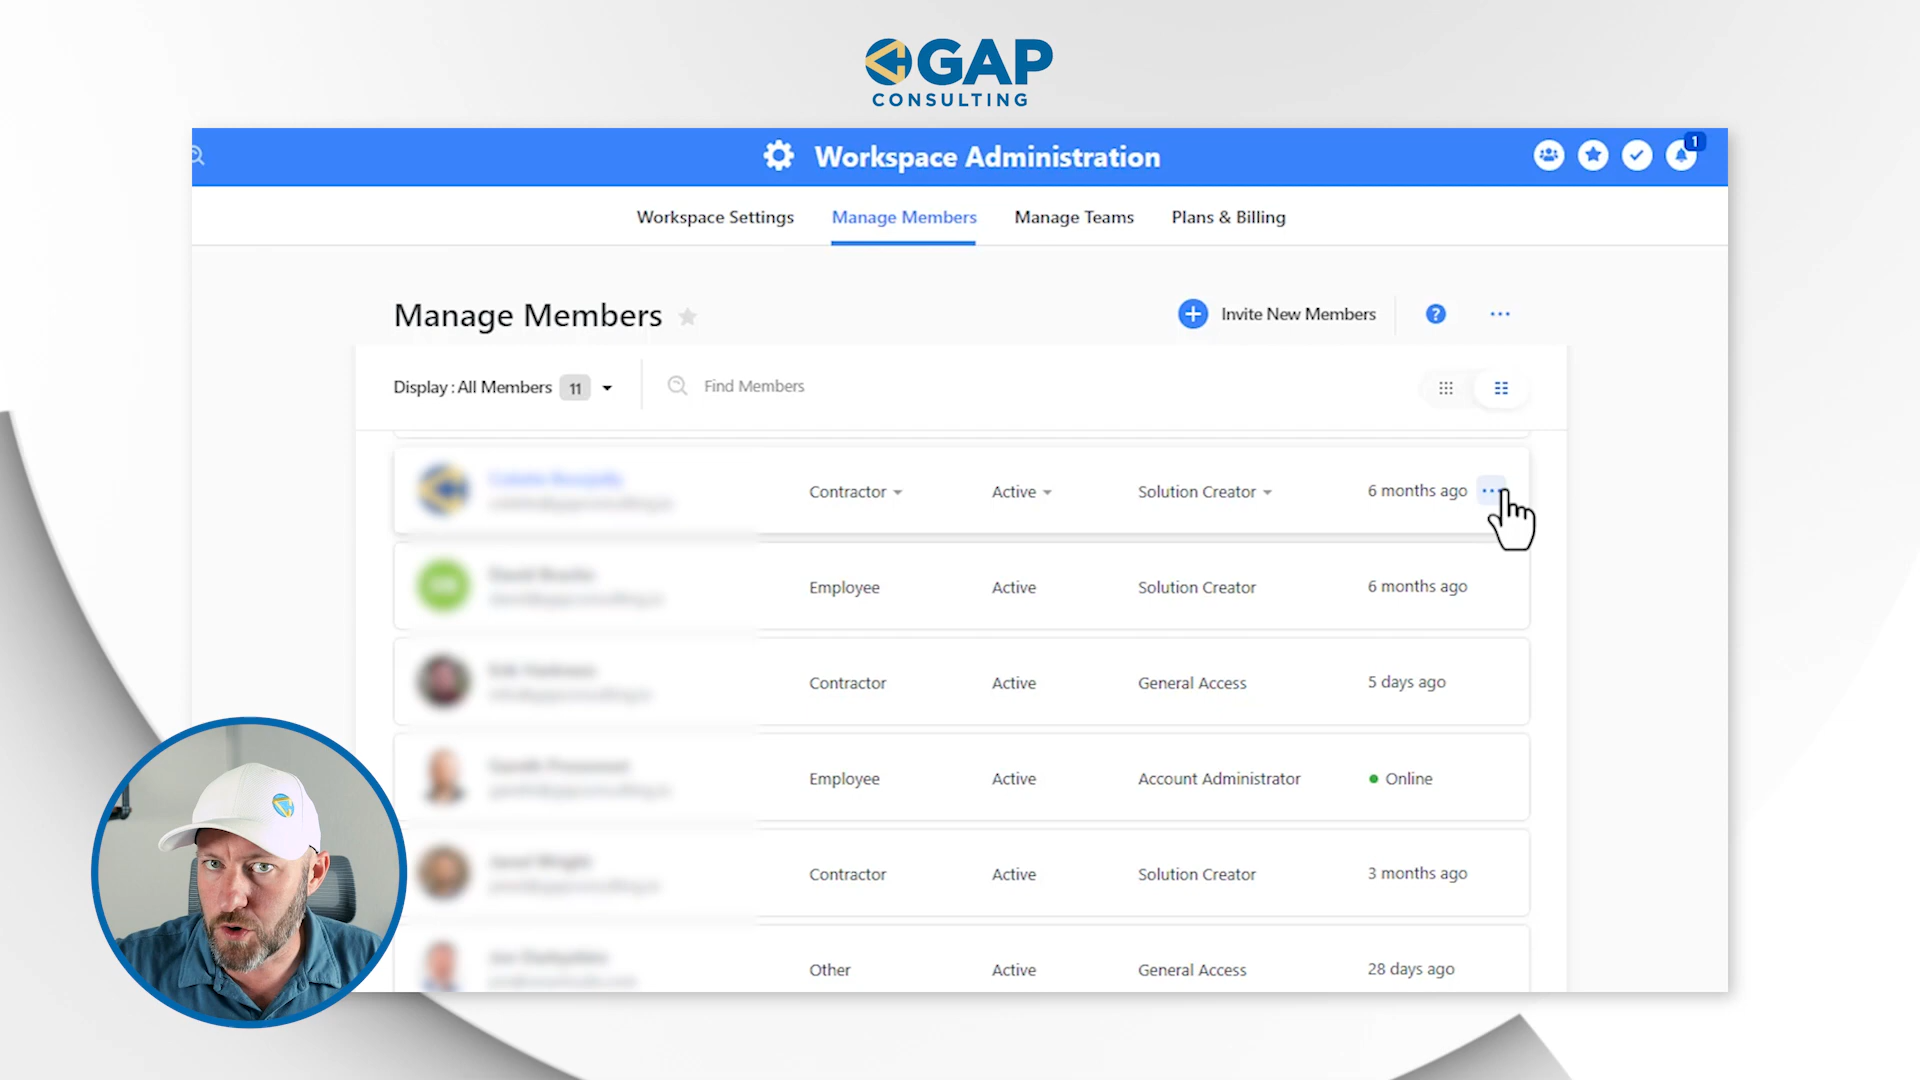 GAP
CONSULTING
Workspace Administration
1
Workspace Settings
Manage Members
Manage Teams
Plans & Billing
Manage Members
Invite New Members
?
Display : All Members 11
Find Members
Contractor
Active
Solution Creator
6 months ago
Employee
Active
Solution Creator
6 months ago
Contractor
Active
General Access
5 days ago
Employee
Active
Account Administrator
Online
Contractor
Active
Solution Creator
3 months ago
Other
Active
General Access
28 days ago